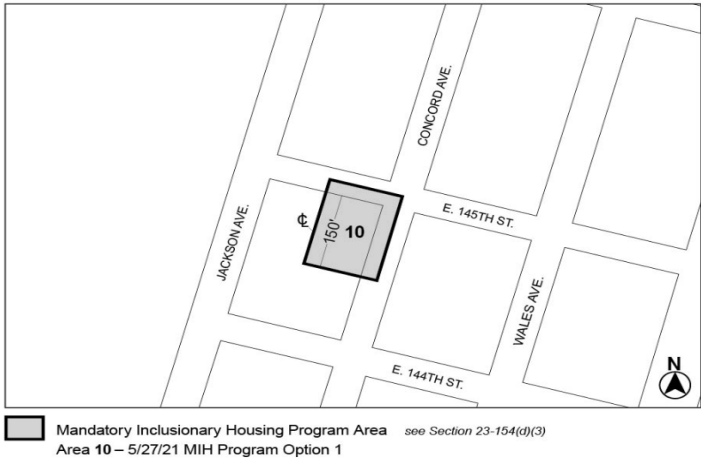 CONCORD AVE.
E. 145TH ST.
JACKSON AVE.
℄
150'
10
WALES AVE.
E. 144TH ST.
N
Mandatory Inclusionary Housing Program Area see Section 23-154(d)(3)
Area 10 – 5/27/21 MIH Program Option 1